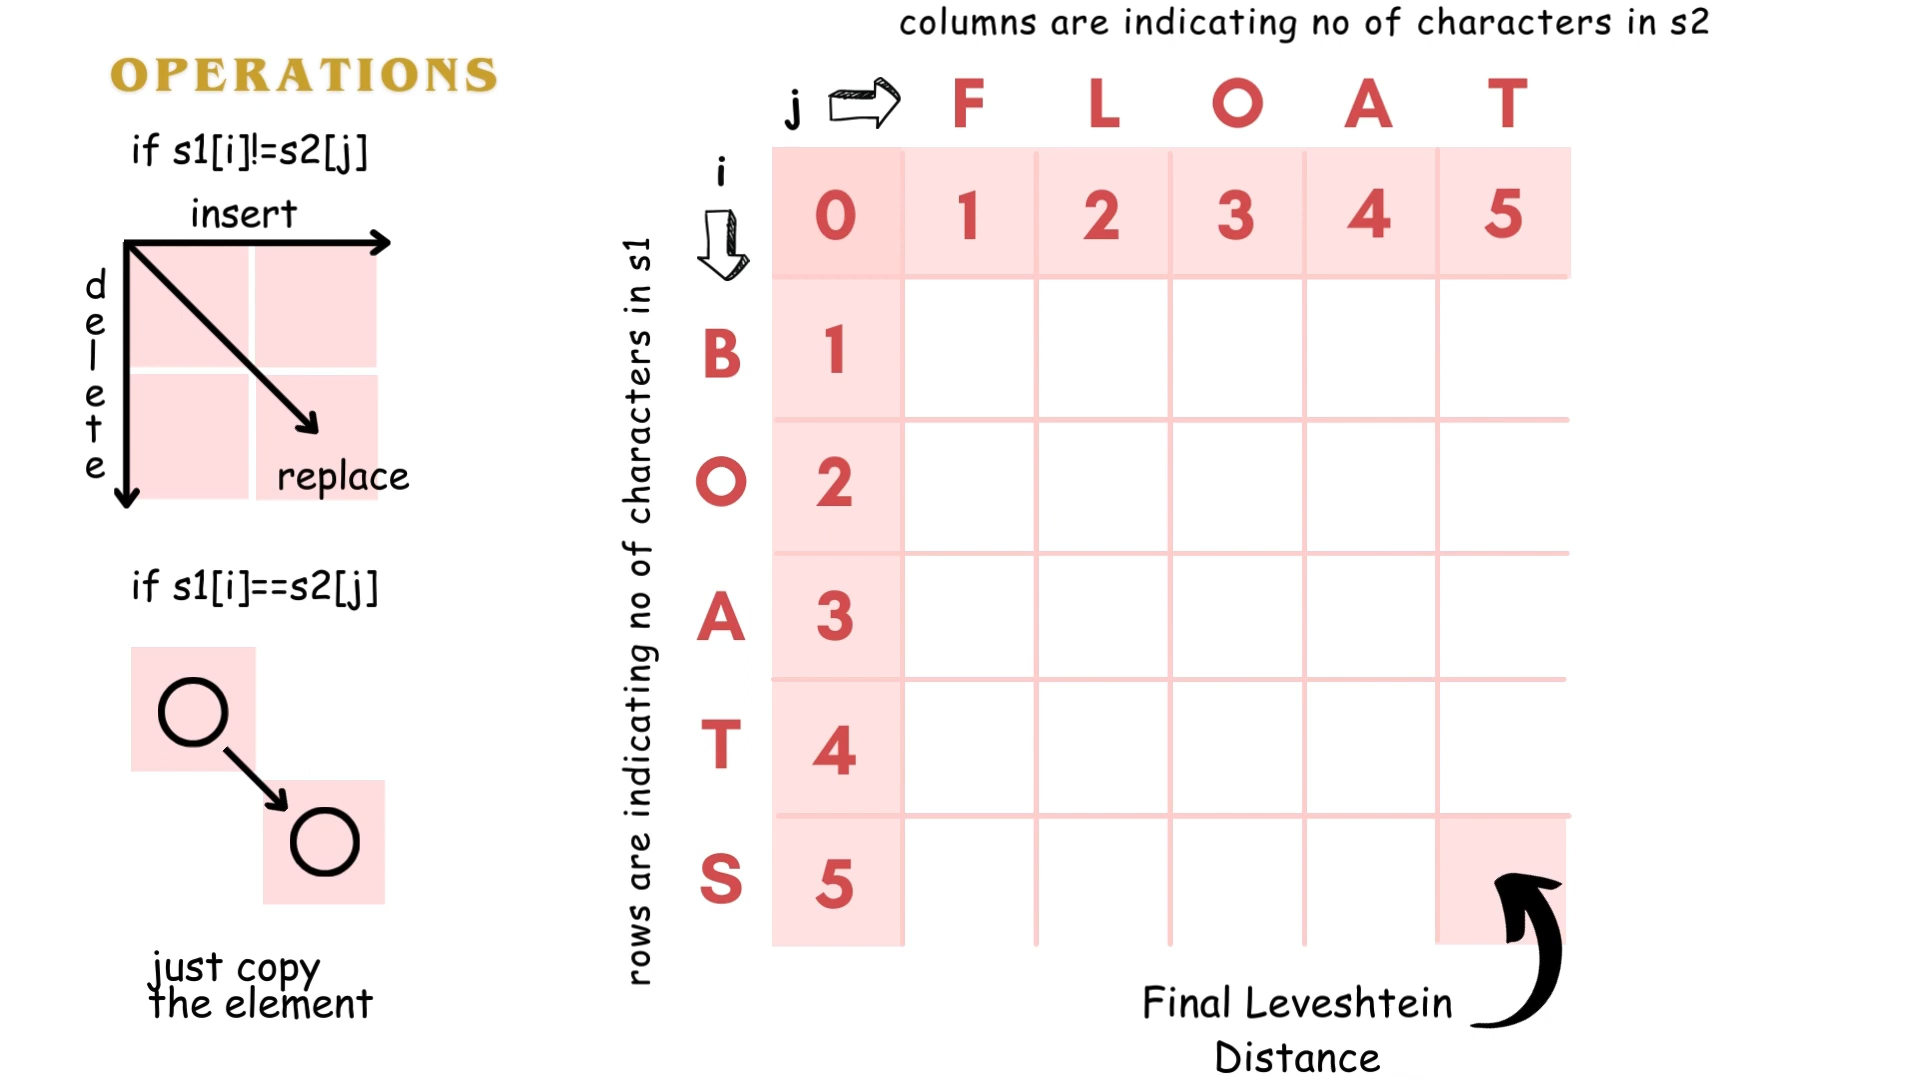 columns are indicating no of characters in s2
OPERATIONS
if s1[i]!=s2[j]
insert
delete
replace
if s1[i]==s2[j]
just copy
the element
j F L O A T
i
rows are indicating no of characters in s1
0 1 2 3 4 5
B 1
O 2
A 3
T 4
S 5
Final Leveshtein
Distance